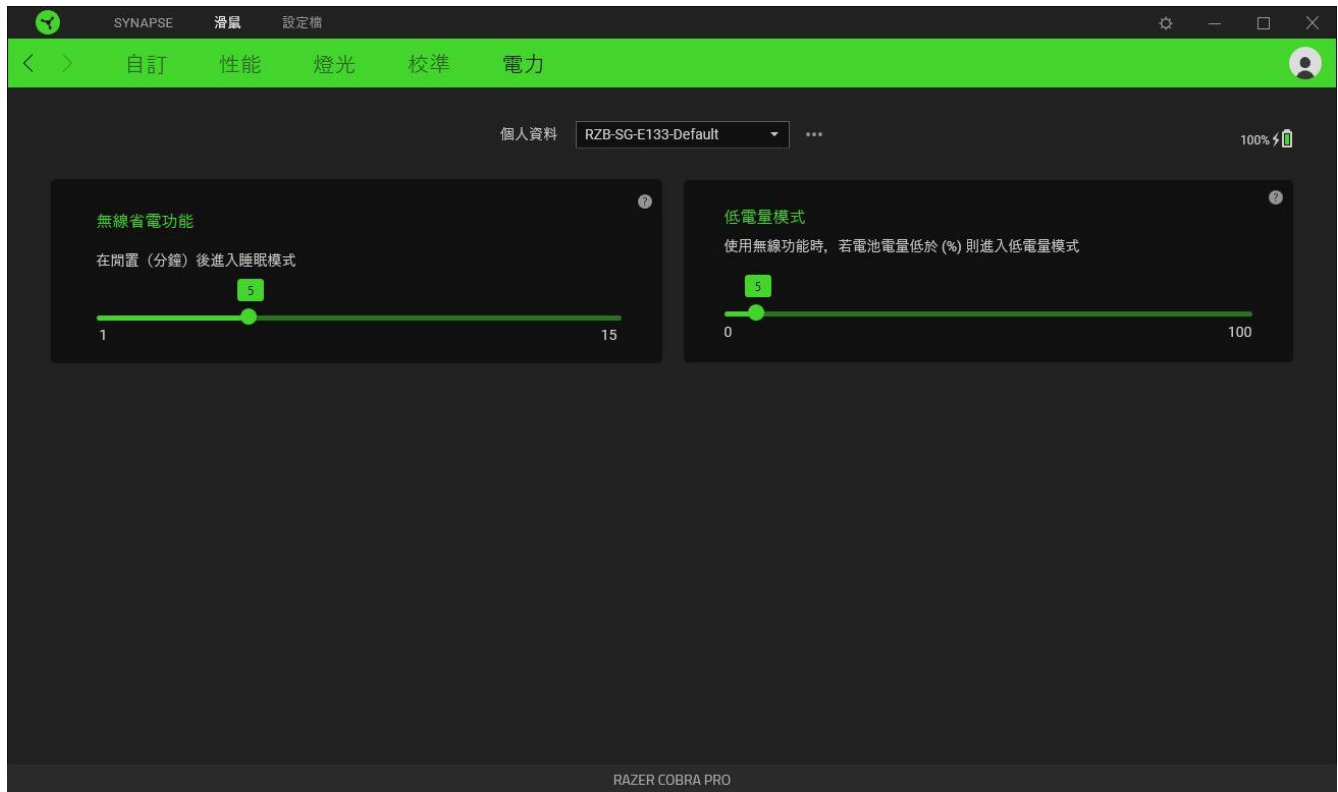 SYNAPSE 滑鼠 設定檔
自訂 性能 燈光 校準 電力
個人資料 RZB-SG-E133-Default
100%
無線省電功能
在閒置（分鐘）後進入睡眠模式
5
1 15
低電量模式
使用無線功能時，若電池電量低於 (%) 則進入低電量模式
5
0 100
RAZER COBRA PRO